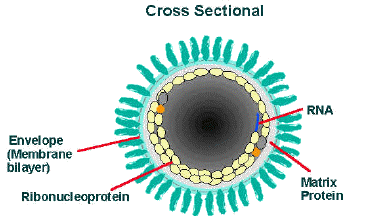 Cross Sectional
RNA
Envelope
(Membrane
bilayer)
Ribonucleoprotein
Matrix
Protein